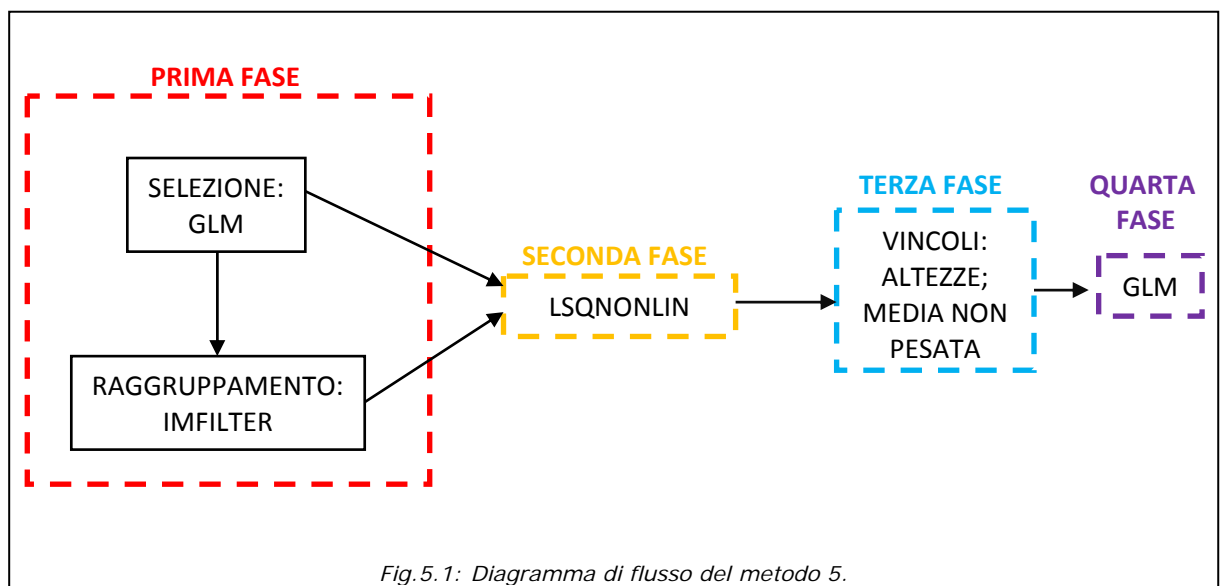 PRIMA FASE
SELEZIONE:
GLM
RAGGRUPPAMENTO:
IMFILTER
SECONDA FASE
LSQNONLIN
TERZA FASE
VINCOLI:
ALTEZZE;
MEDIA NON
PESATA
QUARTA
FASE
GLM
Fig.5.1: Diagramma di flusso del metodo 5.